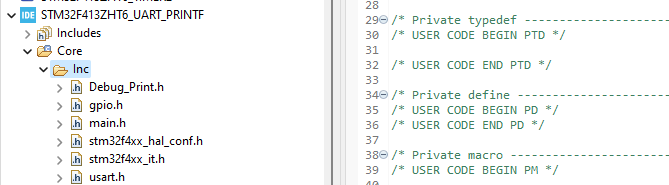 STM32F413ZHT6_UART_PRINTF
Includes
Core
Inc
Debug_Print.h
gpio.h
main.h
stm32f4xx_hal_conf.h
stm32f4xx_it.h
usart.h
28
29 /* Private typedef -----------------------
30 /* USER CODE BEGIN PTD */
31
32 /* USER CODE END PTD */
33
34 /* Private define ------------------------
35 /* USER CODE BEGIN PD */
36 /* USER CODE END PD */
37
38 /* Private macro -------------------------
39 /* USER CODE BEGIN PM */